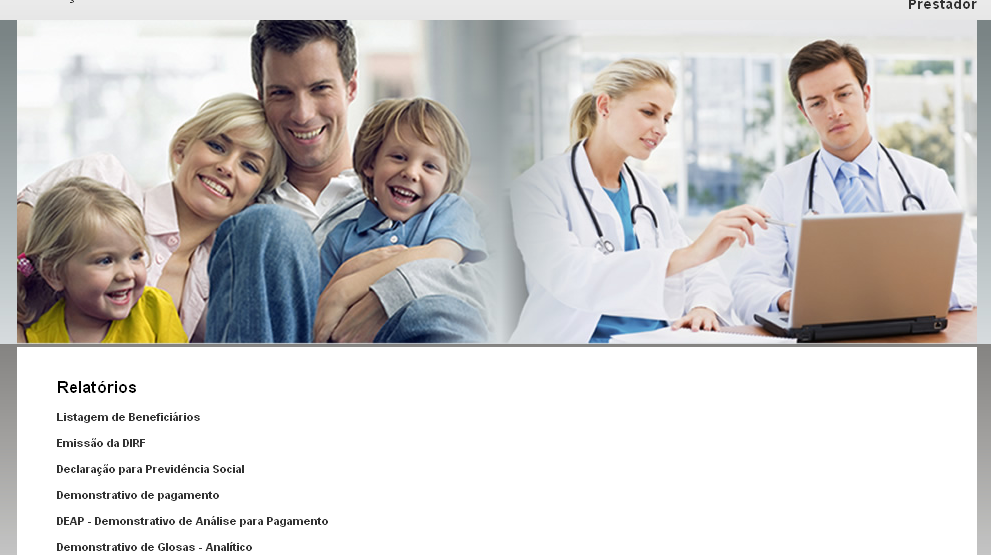 Prestador
Relatórios
Listagem de Beneficiários
Emissão da DIRF
Declaração para Previdência Social
Demonstrativo de pagamento
DEAP - Demonstrativo de Análise para Pagamento
Demonstrativo de Glosas - Analítico